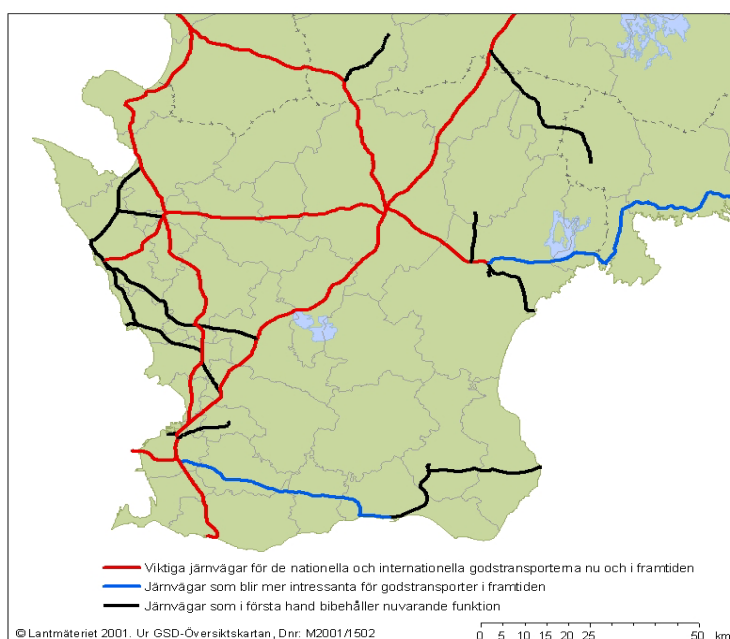 Viktiga järnvägar för de nationella och internationella godstransporterna nu och i framtiden
Järnvägar som blir mer intressanta för godstransporter i framtiden
Järnvägar som i första hand bibehåller nuvarande funktion
© Lantmäteriet 2001. Ur GSD-Översiktskartan, Dnr: M2001/1502
0 5 10 15 20 25 50 km